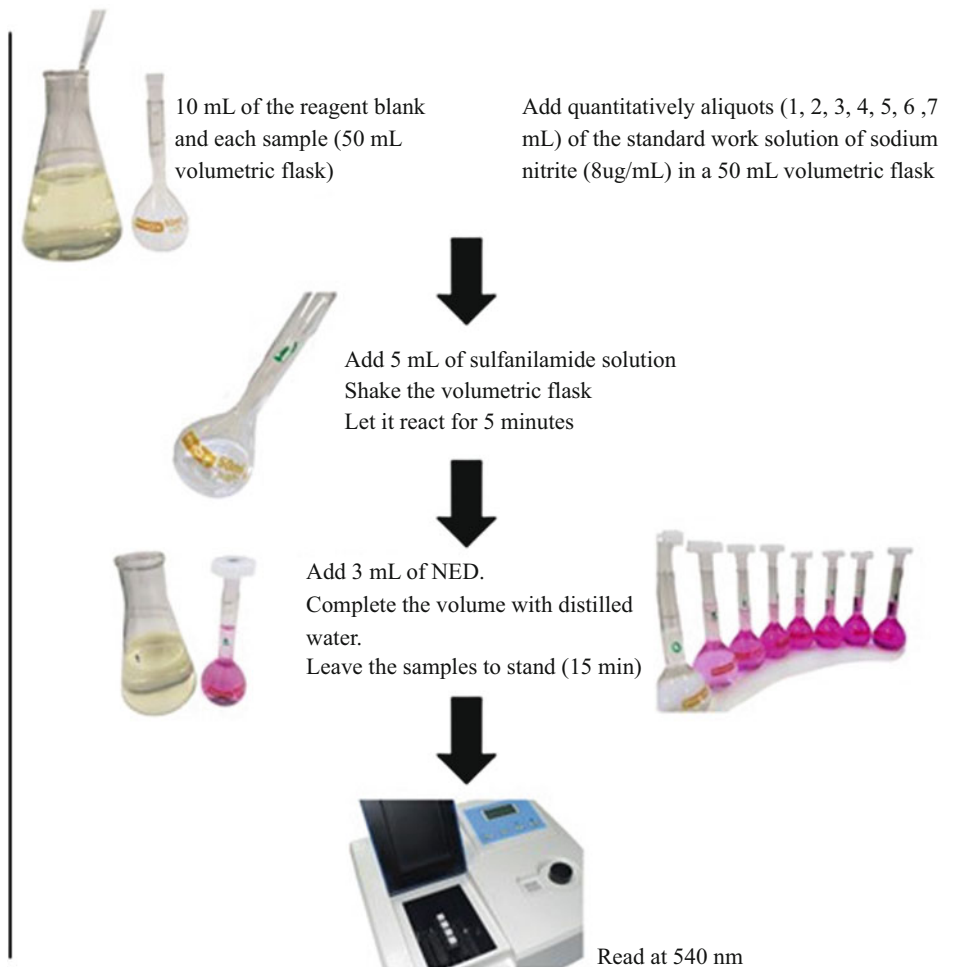 10 mL of the reagent blank
and each sample (50 mL
volumetric flask)
Add quantitatively aliquots (1, 2, 3, 4, 5, 6 ,7
mL) of the standard work solution of sodium
nitrite (8ug/mL) in a 50 mL volumetric flask
Add 5 mL of sulfanilamide solution
Shake the volumetric flask
Let it react for 5 minutes
Add 3 mL of NED.
Complete the volume with distilled
water.
Leave the samples to stand (15 min)
Read at 540 nm